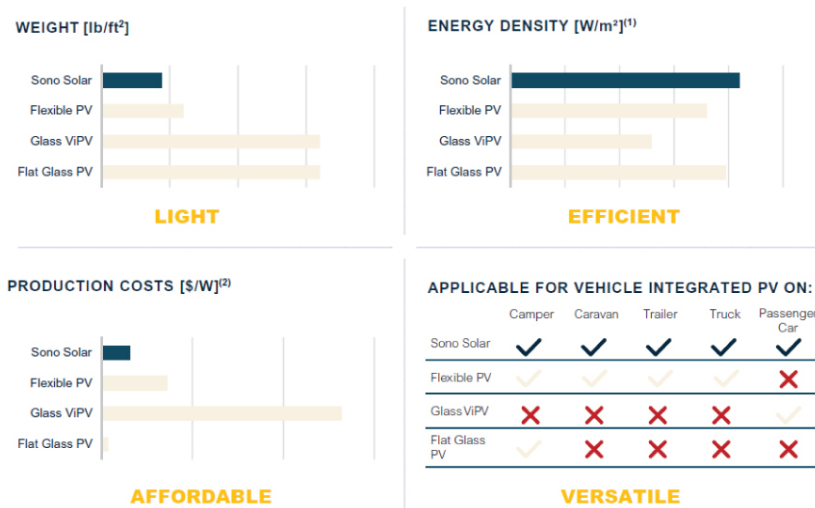 WEIGHT [lb/ft²]
Sono Solar
Flexible PV
Glass ViPV
Flat Glass PV
LIGHT
ENERGY DENSITY [W/m²](1)
Sono Solar
Flexible PV
Glass ViPV
Flat Glass PV
EFFICIENT
PRODUCTION COSTS [$/W](2)
Sono Solar
Flexible PV
Glass ViPV
Flat Glass PV
AFFORDABLE
APPLICABLE FOR VEHICLE INTEGRATED PV ON:
Camper Caravan Trailer Truck Passenger
Car
Sono Solar
Flexible PV
Glass ViPV
Flat Glass
PV
VERSATILE